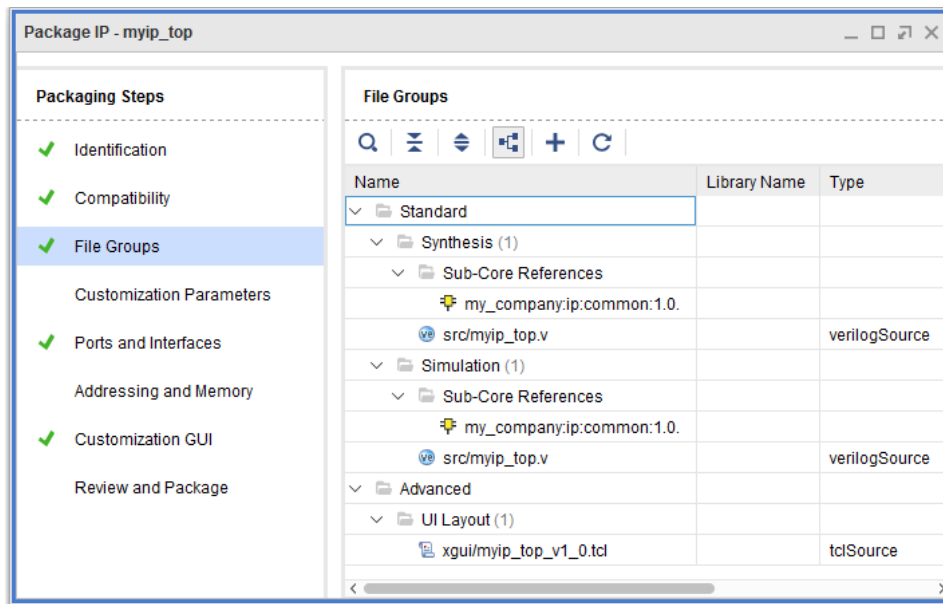 Package IP - myip_top
Packaging Steps
Identification
Compatibility
File Groups
Customization Parameters
Ports and Interfaces
Addressing and Memory
Customization GUI
Review and Package
File Groups
Name Library Name Type
Standard
Synthesis (1)
Sub-Core References
my_company:ip:common:1.0.
src/myip_top.v verilogSource
Simulation (1)
Sub-Core References
my_company:ip:common:1.0.
src/myip_top.v verilogSource
Advanced
UI Layout (1)
xgui/myip_top_v1_0.tcl tclSource